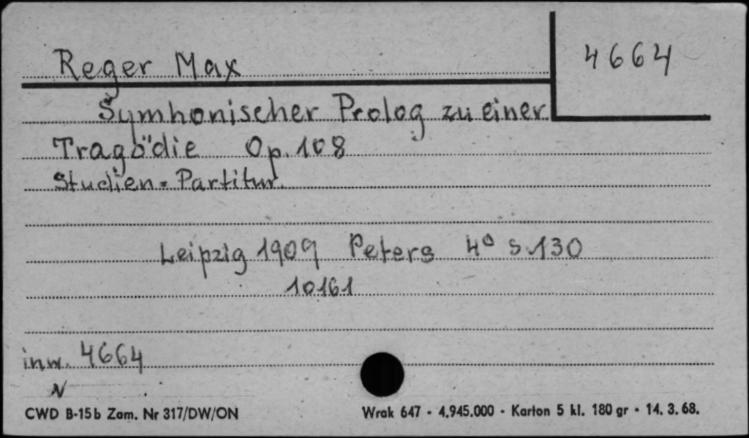 Reger Max
4664
Symhonischer Prolog zu einer
Tragödie Op. 108
Studien-Partitur.
Leipzig 1909 Peters 4° S. 130
10161
inw. 4664
N
CWD B-15b Zam. Nr 317/DW/ON
Wrak 647 - 4.945.000 - Karton 5 kl. 180 gr - 14. 3. 68.